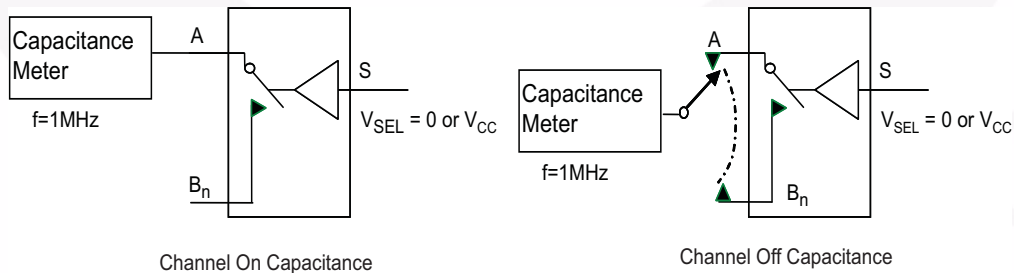 Capacitance
Meter
f=1MHz
A
S
V_SEL = 0 or V_CC
B_n
Channel On Capacitance
Capacitance
Meter
f=1MHz
A
S
V_SEL = 0 or V_CC
B_n
Channel Off Capacitance